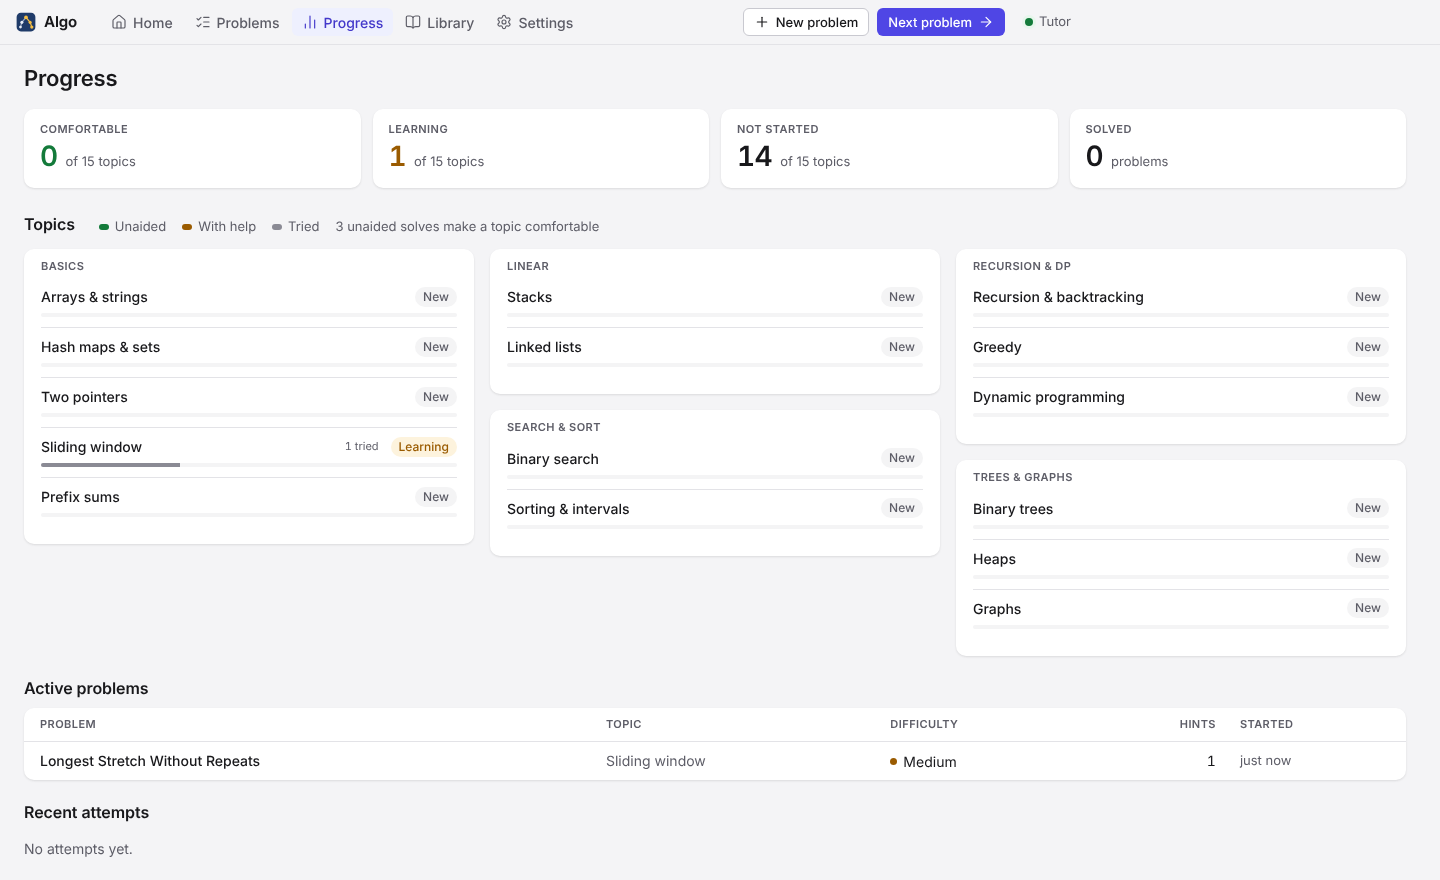 Algo
Home
Problems
Progress
Library
Settings
New problem
Next problem
Tutor
Progress
COMFORTABLE
0 of 15 topics
LEARNING
1 of 15 topics
NOT STARTED
14 of 15 topics
SOLVED
0 problems
Topics
Unaided
With help
Tried
3 unaided solves make a topic comfortable
BASICS
Arrays & strings New
Hash maps & sets New
Two pointers New
Sliding window 1 tried Learning
Prefix sums New
LINEAR
Stacks New
Linked lists New
SEARCH & SORT
Binary search New
Sorting & intervals New
RECURSION & DP
Recursion & backtracking New
Greedy New
Dynamic programming New
TREES & GRAPHS
Binary trees New
Heaps New
Graphs New
Active problems
PROBLEM TOPIC DIFFICULTY HINTS STARTED
Longest Stretch Without Repeats Sliding window Medium 1 just now
Recent attempts
No attempts yet.